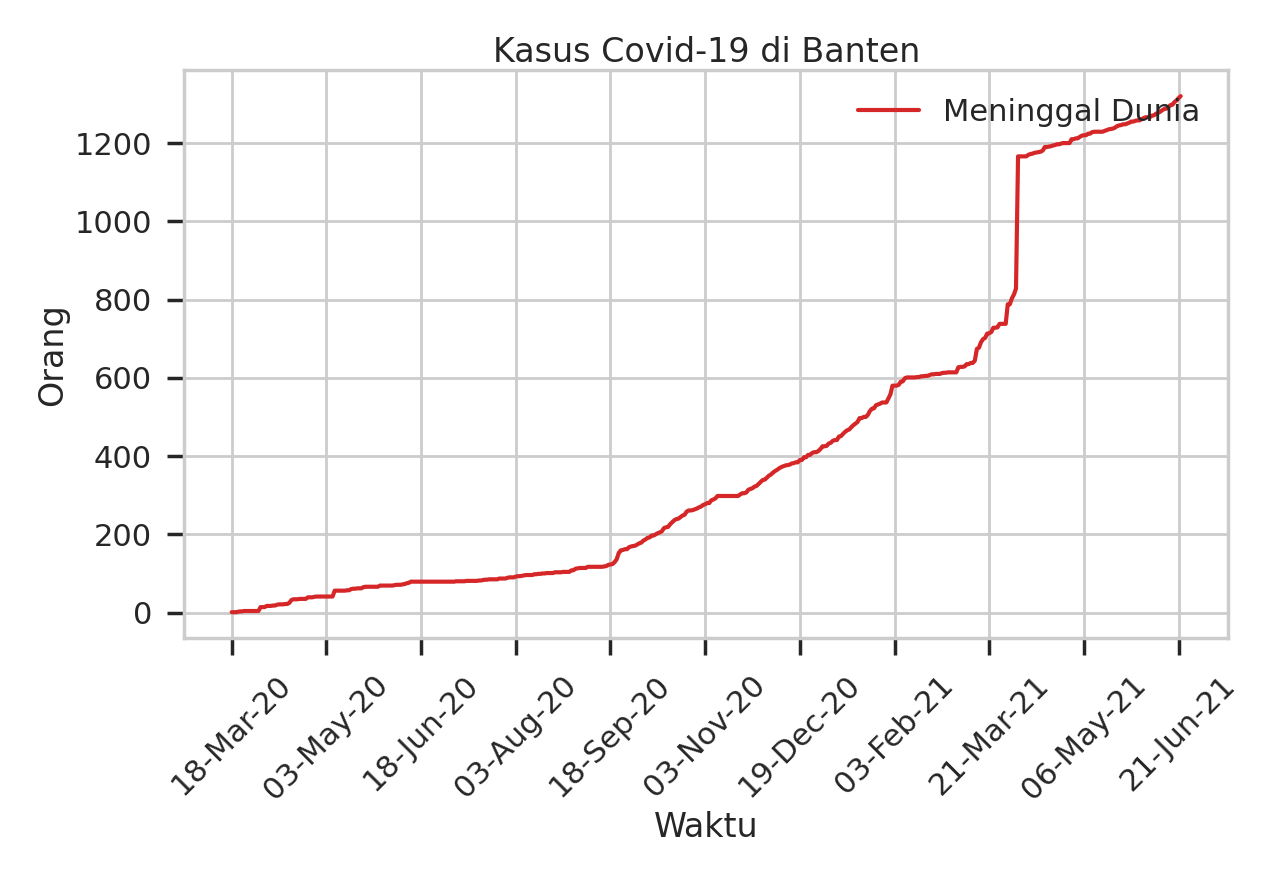 Kasus Covid-19 di Banten
Meninggal Dunia
Orang
1200
1000
800
600
400
200
0
18-Mar-20
03-May-20
18-Jun-20
03-Aug-20
18-Sep-20
03-Nov-20
19-Dec-20
03-Feb-21
21-Mar-21
06-May-21
21-Jun-21
Waktu